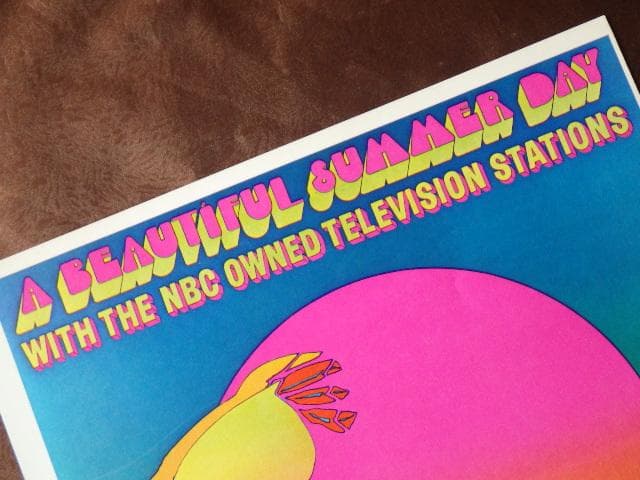 A BEAUTIFUL SUMMER DAY
WITH THE NBC OWNED TELEVISION STATIONS